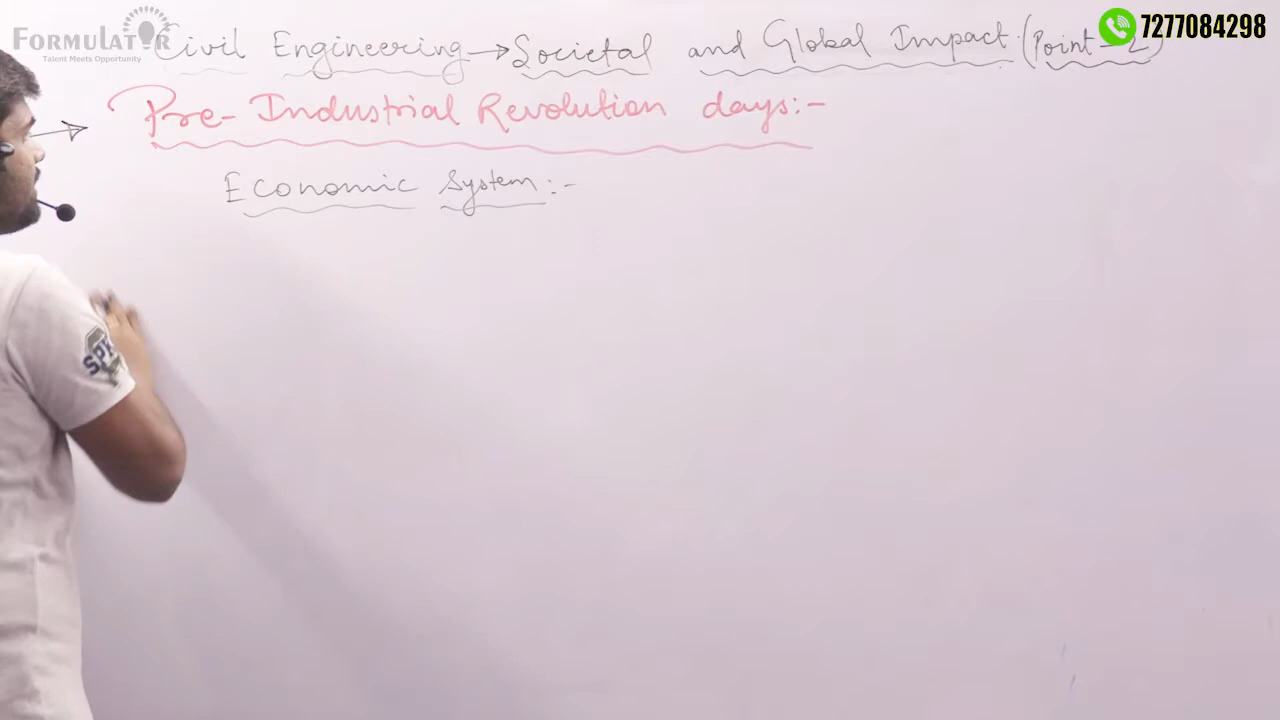 FORMULATOR
Talent Meets Opportunity
7277084298
Civil Engineering → Societal and Global Impact (Point - 2)
Pre-Industrial Revolution days:-
Economic System:-
SPR